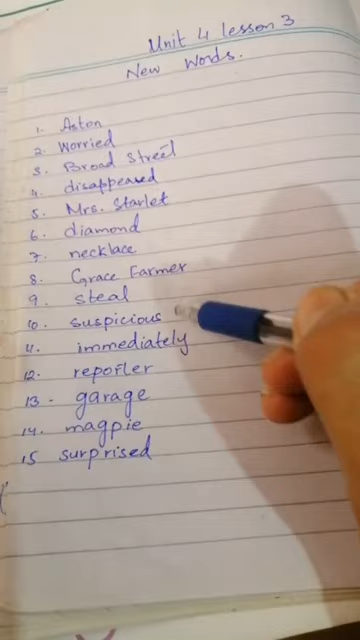 Unit 4 lesson 3
New Words.
1. Aston
2. Worried
3. Broad Street
4. disappeared
5. Mrs. Starlet
6. diamond
7. necklace
8. Grace Farmer
9. steal
10. suspicious
11. immediately
12. reporter
13. garage
14. magpie
15 surprised